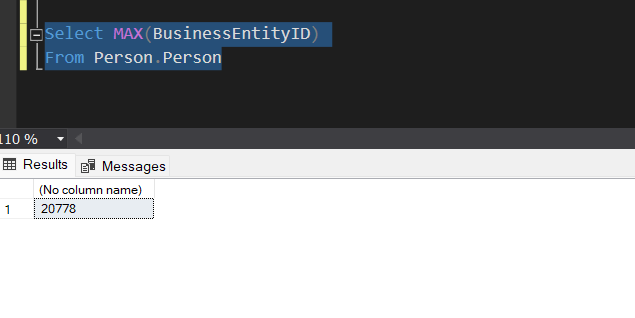 Select MAX(BusinessEntityID)
From Person.Person
110 %
Results Messages
(No column name)
1 20778